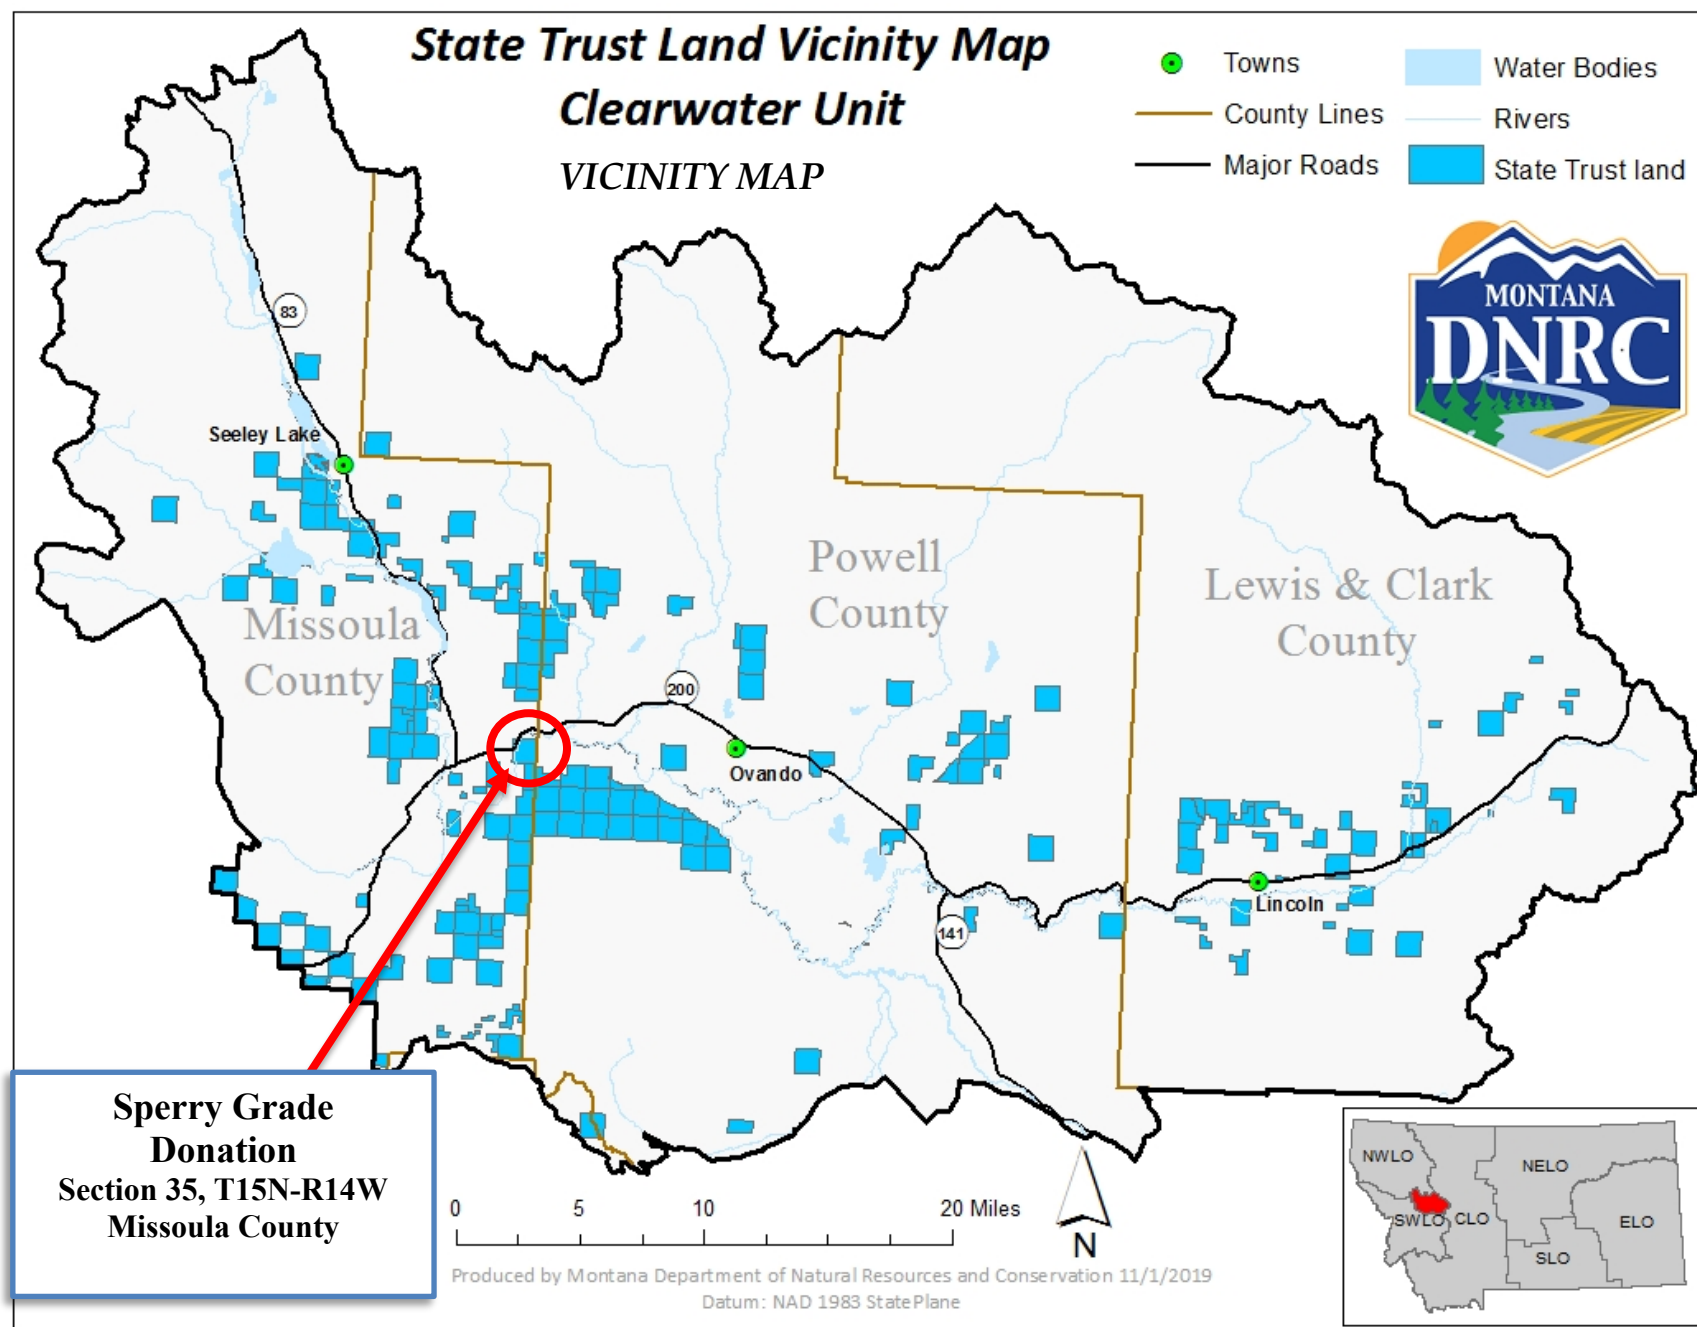 State Trust Land Vicinity Map
Clearwater Unit
VICINITY MAP
Towns
County Lines
Major Roads
Water Bodies
Rivers
State Trust land
MONTANA
DNRC
83
Seeley Lake
Missoula
County
Powell
County
Lewis & Clark
County
200
Ovando
Lincoln
141
Sperry Grade
Donation
Section 35, T15N-R14W
Missoula County
0 5 10 20 Miles
N
Produced by Montana Department of Natural Resources and Conservation 11/1/2019
Datum: NAD 1983 StatePlane
NWLO
NELO
SWLO
CLO
ELO
SLO